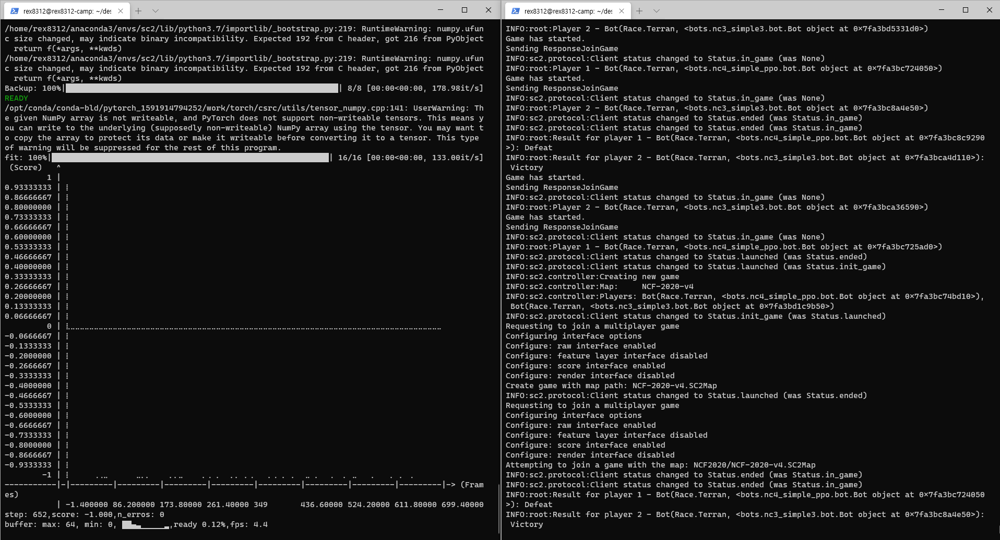 rex8312@rex8312-camp: ~/des
/home/rex8312/anaconda3/envs/sc2/lib/python3.7/importlib/_bootstrap.py:219: RuntimeWarning: numpy.ufun
c size changed, may indicate binary incompatibility. Expected 192 from C header, got 216 from PyObject
  return f(*args, **kwds)
/home/rex8312/anaconda3/envs/sc2/lib/python3.7/importlib/_bootstrap.py:219: RuntimeWarning: numpy.ufun
c size changed, may indicate binary incompatibility. Expected 192 from C header, got 216 from PyObject
  return f(*args, **kwds)
Backup: 100%| | 8/8 [00:00<00:00, 178.98it/s]
READY
/opt/conda/conda-bld/pytorch_1591914794252/work/torch/csrc/utils/tensor_numpy.cpp:141: UserWarning: Th
e given NumPy array is not writeable, and PyTorch does not support non-writeable tensors. This means y
ou can write to the underlying (supposedly non-writeable) NumPy array using the tensor. You may want t
o copy the array to protect its data or make it writeable before converting it to a tensor. This type
of warning will be suppressed for the rest of this program.
fit: 100%| | 16/16 [00:00<00:00, 133.00it/s]
(Score) ^
1 |
0.93333333 |
0.86666667 |
0.80000000 |
0.73333333 |
0.66666667 |
0.60000000 |
0.53333333 |
0.46666667 |
0.40000000 |
0.33333333 |
0.26666667 |
0.20000000 |
0.13333333 |
0.06666667 |
0 |
-0.0666667 |
-0.1333333 |
-0.2000000 |
-0.2666667 |
-0.3333333 |
-0.4000000 |
-0.4666667 |
-0.5333333 |
-0.6000000 |
-0.6666667 |
-0.7333333 |
-0.8000000 |
-0.8666667 |
-0.9333333 |
-1 |
-----------|-|---------|---------|---------|---------|---------|---------|---------|---------|-> (Fram
es)
| -1.400000 86.200000 173.80000 261.40000 349 436.60000 524.20000 611.80000 699.40000
step: 652,score: -1.000,n_erros: 0
buffer: max: 64, min: 0, ,ready 0.12%,fps: 4.4
rex8312@rex8312-camp: ~/des
INFO:root:Player 2 - Bot(Race.Terran, <bots.nc3_simple3.bot.Bot object at 0x7fa3bd5331d0>)
Game has started.
Sending ResponseJoinGame
INFO:sc2.protocol:Client status changed to Status.in_game (was None)
INFO:root:Player 1 - Bot(Race.Terran, <bots.nc4_simple_ppo.bot.Bot object at 0x7fa3bc724050>)
Game has started.
Sending ResponseJoinGame
INFO:sc2.protocol:Client status changed to Status.in_game (was None)
INFO:root:Player 2 - Bot(Race.Terran, <bots.nc3_simple3.bot.Bot object at 0x7fa3bc8a4e50>)
INFO:sc2.protocol:Client status changed to Status.ended (was Status.in_game)
INFO:sc2.protocol:Client status changed to Status.ended (was Status.in_game)
INFO:root:Result for player 1 - Bot(Race.Terran, <bots.nc4_simple_ppo.bot.Bot object at 0x7fa3bc8c9290
>): Defeat
INFO:root:Result for player 2 - Bot(Race.Terran, <bots.nc3_simple3.bot.Bot object at 0x7fa3bca4d110>):
 Victory
Game has started.
Sending ResponseJoinGame
INFO:sc2.protocol:Client status changed to Status.in_game (was None)
INFO:root:Player 2 - Bot(Race.Terran, <bots.nc3_simple3.bot.Bot object at 0x7fa3bca36590>)
Game has started.
Sending ResponseJoinGame
INFO:sc2.protocol:Client status changed to Status.in_game (was None)
INFO:root:Player 1 - Bot(Race.Terran, <bots.nc4_simple_ppo.bot.Bot object at 0x7fa3bc725ad0>)
INFO:sc2.protocol:Client status changed to Status.launched (was Status.ended)
INFO:sc2.protocol:Client status changed to Status.launched (was Status.init_game)
INFO:sc2.controller:Creating new game
INFO:sc2.controller:Map:     NCF-2020-v4
INFO:sc2.controller:Players: Bot(Race.Terran, <bots.nc4_simple_ppo.bot.Bot object at 0x7fa3bc74bd10>),
 Bot(Race.Terran, <bots.nc3_simple3.bot.Bot object at 0x7fa3bd1c9b50>)
INFO:sc2.protocol:Client status changed to Status.init_game (was Status.launched)
Requesting to join a multiplayer game
Configuring interface options
Configure: raw interface enabled
Configure: feature layer interface disabled
Configure: score interface enabled
Configure: render interface disabled
Create game with map path: NCF-2020-v4.SC2Map
INFO:sc2.protocol:Client status changed to Status.launched (was Status.ended)
Requesting to join a multiplayer game
Configuring interface options
Configure: raw interface enabled
Configure: feature layer interface disabled
Configure: score interface enabled
Configure: render interface disabled
Attempting to join a game with the map: NCF2020/NCF-2020-v4.SC2Map
INFO:sc2.protocol:Client status changed to Status.ended (was Status.in_game)
INFO:sc2.protocol:Client status changed to Status.ended (was Status.in_game)
INFO:root:Result for player 1 - Bot(Race.Terran, <bots.nc4_simple_ppo.bot.Bot object at 0x7fa3bc724050
>): Defeat
INFO:root:Result for player 2 - Bot(Race.Terran, <bots.nc3_simple3.bot.Bot object at 0x7fa3bc8a4e50>):
 Victory